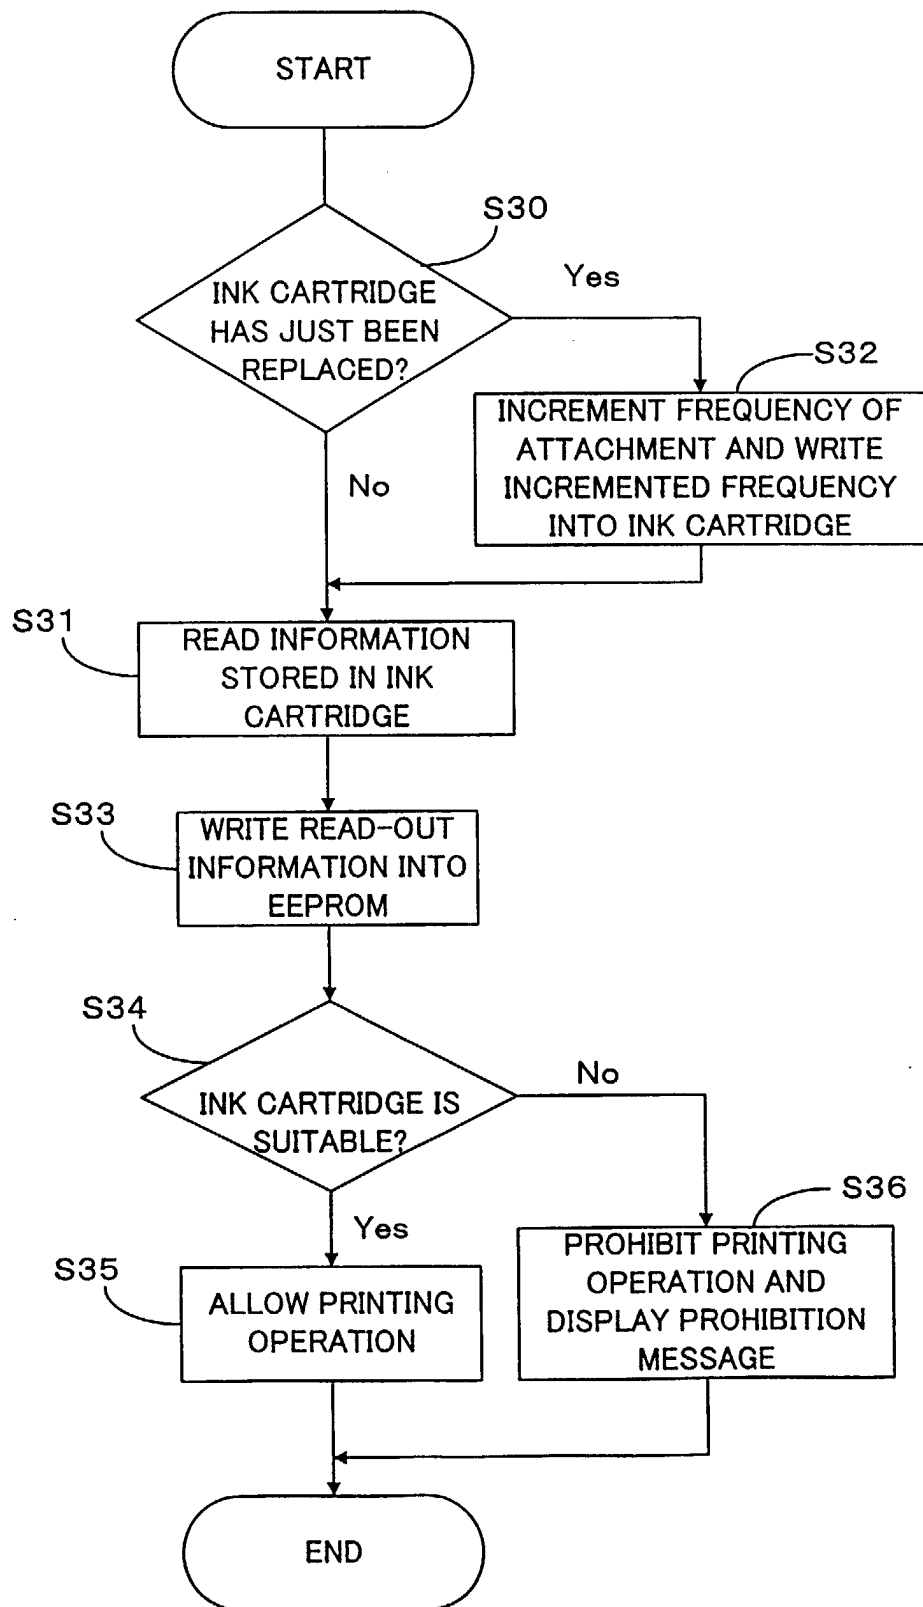 START
S30
INK CARTRIDGE
HAS JUST BEEN
REPLACED?
Yes
S32
INCREMENT FREQUENCY OF
ATTACHMENT AND WRITE
INCREMENTED FREQUENCY
INTO INK CARTRIDGE
No
S31
READ INFORMATION
STORED IN INK
CARTRIDGE
S33
WRITE READ-OUT
INFORMATION INTO
EEPROM
S34
INK CARTRIDGE IS
SUITABLE?
No
Yes
S36
PROHIBIT PRINTING
OPERATION AND
DISPLAY PROHIBITION
MESSAGE
S35
ALLOW PRINTING
OPERATION
END